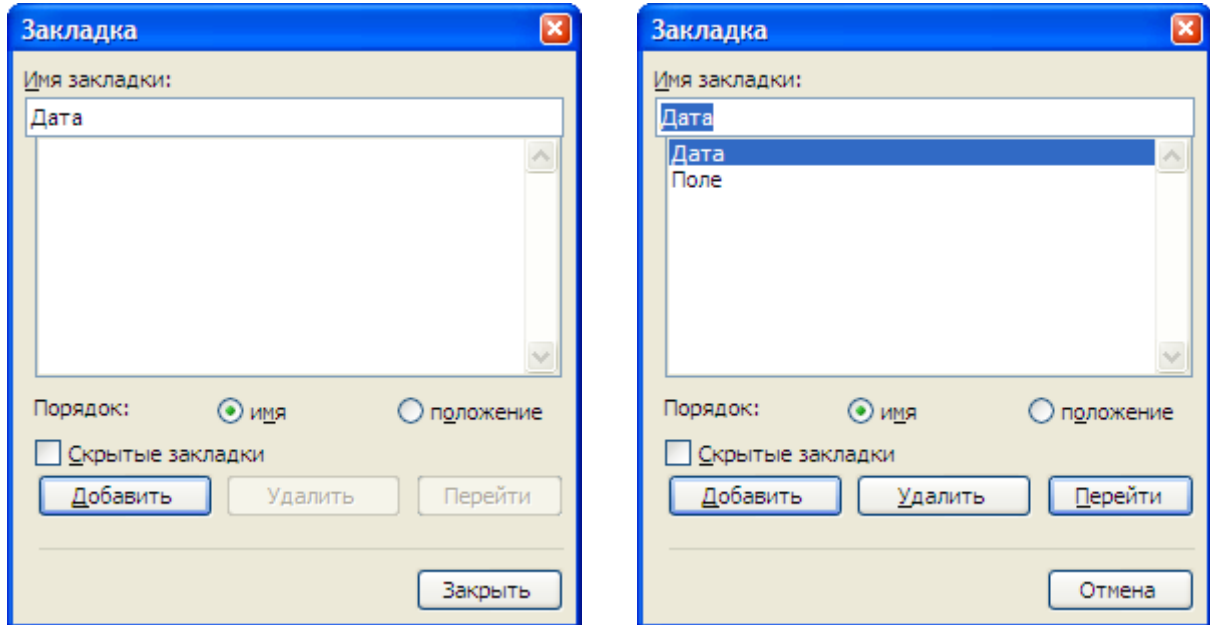 Закладка
Имя закладки:
Дата
Порядок: имя положение
Скрытые закладки
Добавить Удалить Перейти
Закрыть
Закладка
Имя закладки:
Дата
Дата
Поле
Порядок: имя положение
Скрытые закладки
Добавить Удалить Перейти
Отмена